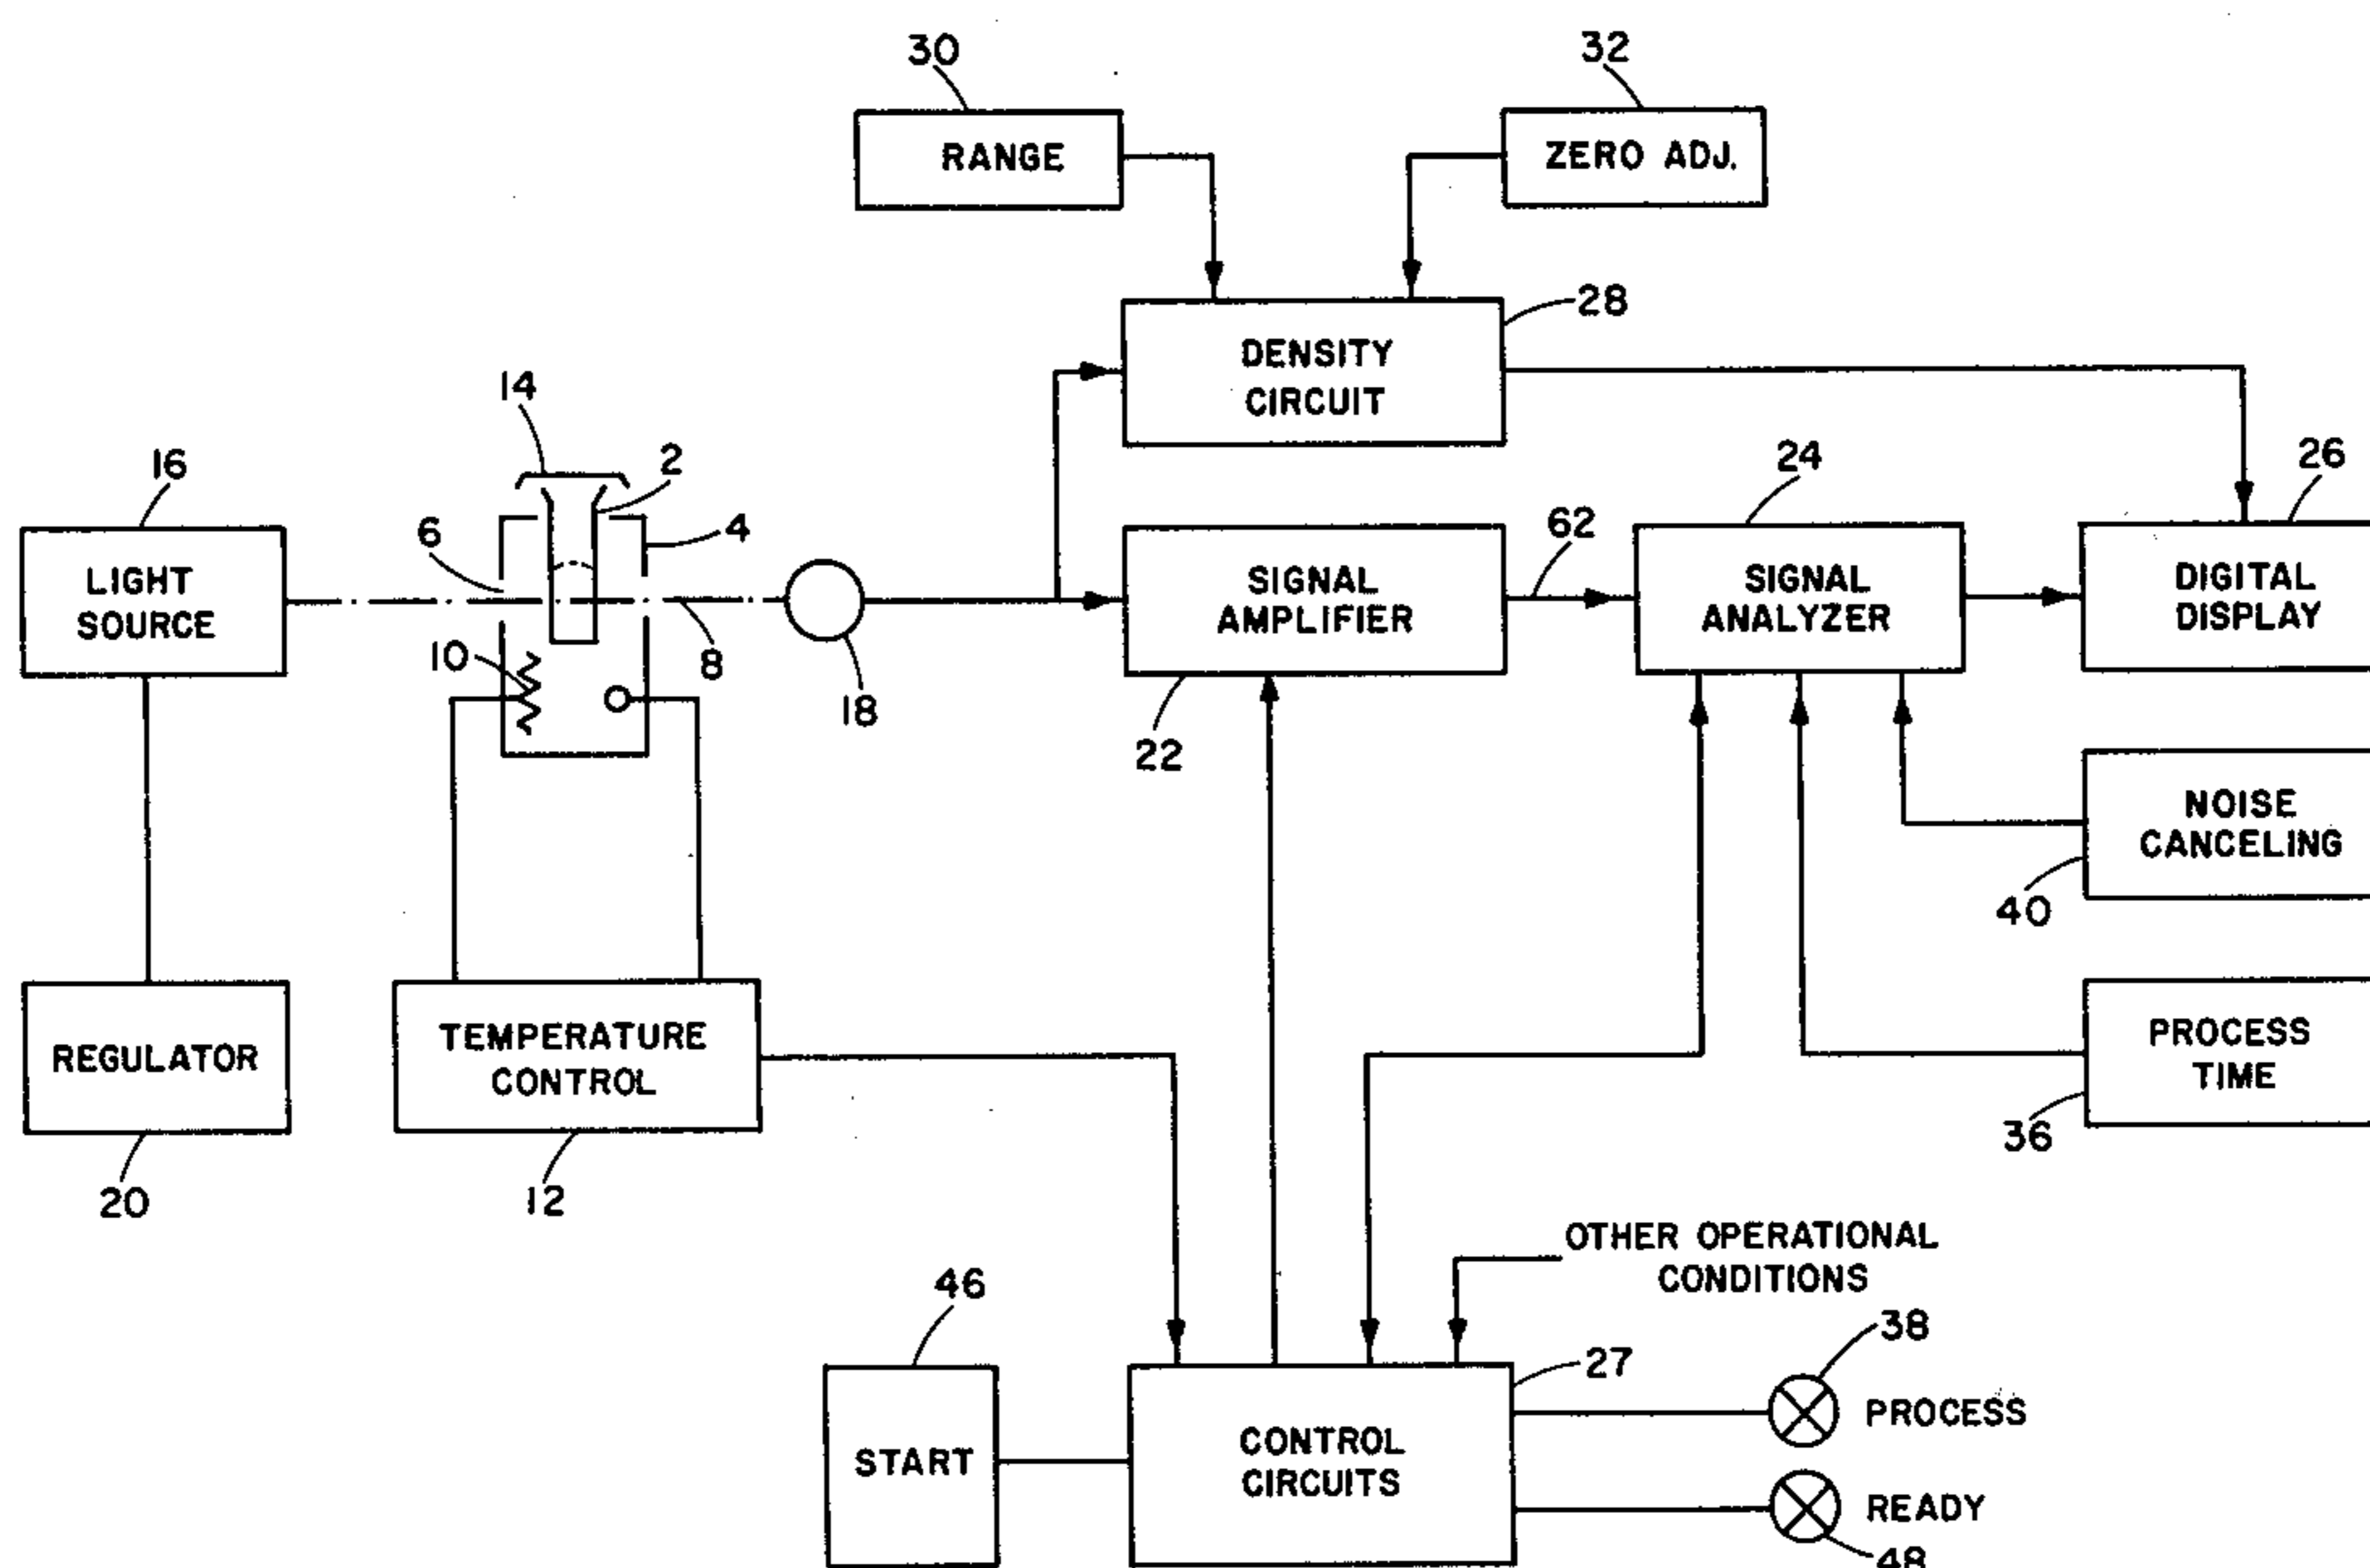 30
32
RANGE
ZERO ADJ.
28
DENSITY
CIRCUIT
14
2
16
24
26
6
4
62
LIGHT
SOURCE
SIGNAL
AMPLIFIER
SIGNAL
ANALYZER
DIGITAL
DISPLAY
10
8
18
22
NOISE
CANCELING
40
REGULATOR
TEMPERATURE
CONTROL
PROCESS
TIME
36
20
12
OTHER OPERATIONAL
CONDITIONS
46
38
27
PROCESS
START
CONTROL
CIRCUITS
READY
48